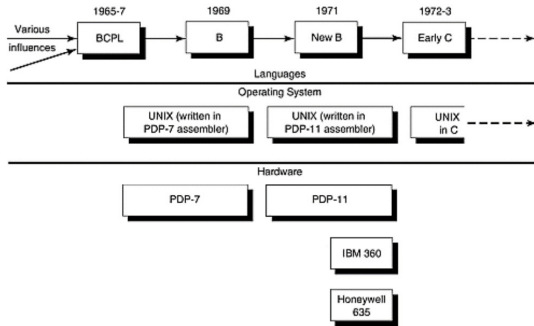 1965-7 1969 1971 1972-3
Various
influences
BCPL B New B Early C
Languages
Operating System
UNIX (written in
PDP-7 assembler)
UNIX (written in
PDP-11 assembler)
UNIX
in C
Hardware
PDP-7 PDP-11
IBM 360
Honeywell
635